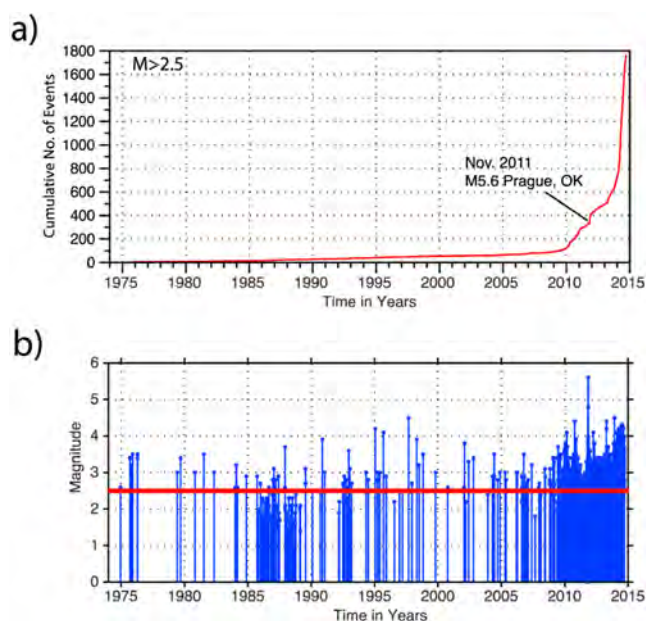 a)
M>2.5
Cumulative No. of Events
1800
1600
1400
1200
1000
800
600
400
200
0
Nov. 2011
M5.6 Prague, OK
1975 1980 1985 1990 1995 2000 2005 2010 2015
Time in Years
b)
Magnitude
6
5
4
3
2
1
0
1975 1980 1985 1990 1995 2000 2005 2010 2015
Time in Years